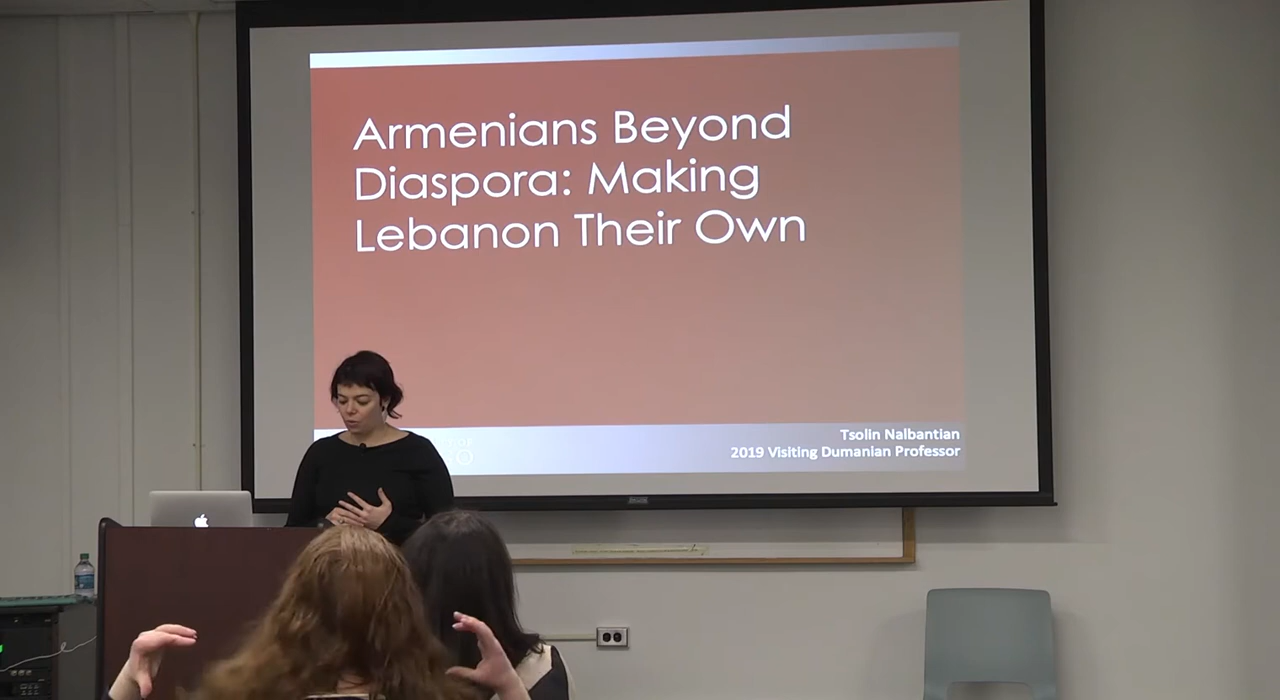 Armenians Beyond
Diaspora: Making
Lebanon Their Own
Tsolin Nalbantian
2019 Visiting Dumanian Professor